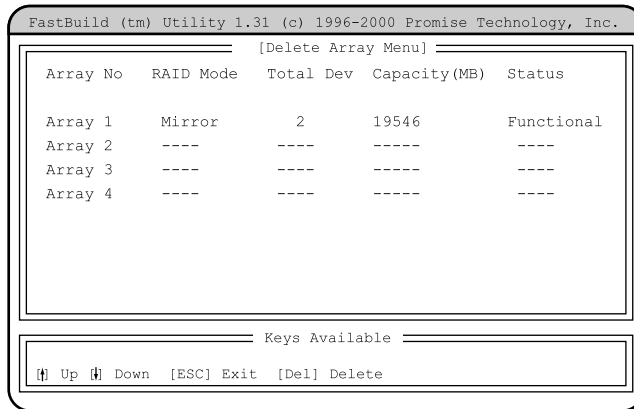 FastBuild (tm) Utility 1.31 (c) 1996-2000 Promise Technology, Inc.
[Delete Array Menu]
Array No RAID Mode Total Dev Capacity(MB) Status
Array 1 Mirror 2 19546 Functional
Array 2 ---- ---- ----- ----
Array 3 ---- ---- ----- ----
Array 4 ---- ---- ----- ----
Keys Available
[↑] Up [↓] Down [ESC] Exit [Del] Delete